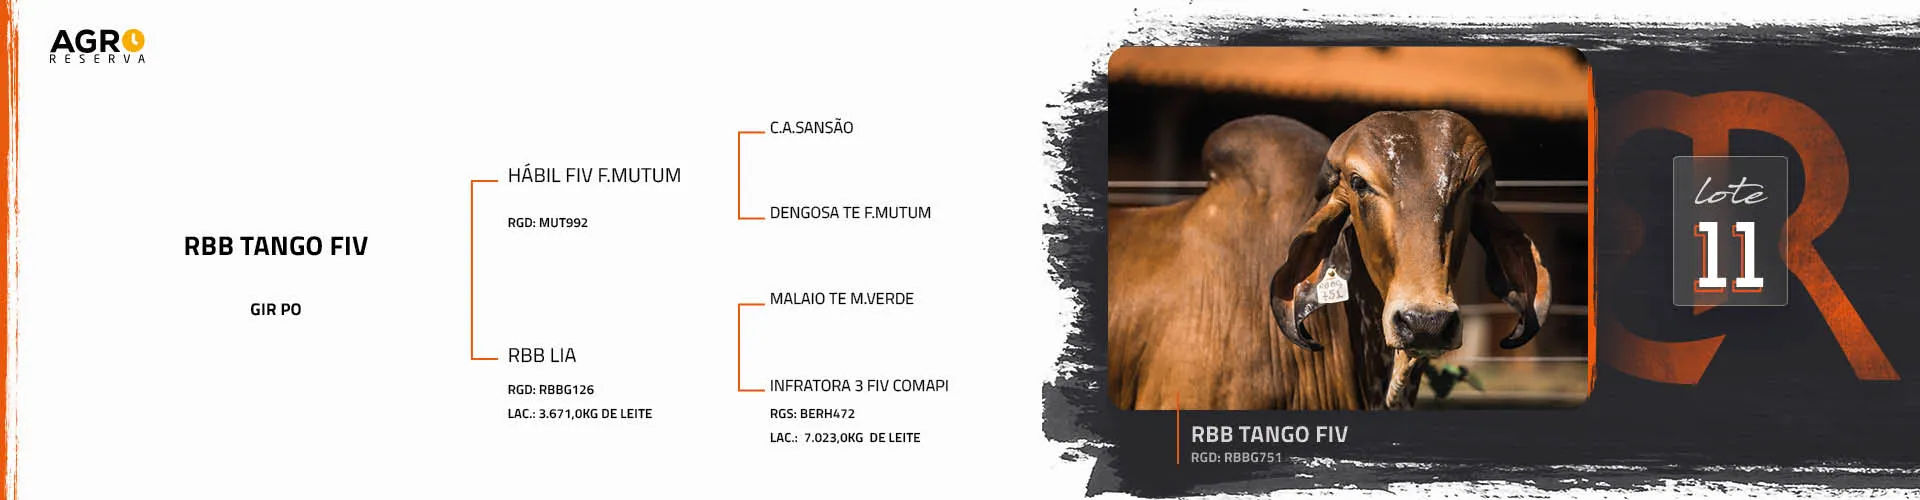 AGRO
RESERVA
RBB TANGO FIV
GIR PO
HÁBIL FIV F.MUTUM
RGD: MUT992
RBB LIA
RGD: RBBG126
LAC.: 3.671,0KG DE LEITE
C.A.SANSÃO
DENGOSA TE F.MUTUM
MALAIO TE M.VERDE
INFRATORA 3 FIV COMAPI
RGS: BERH472
LAC.: 7.023,0KG DE LEITE
lote
11
RBB TANGO FIV
RGD: RBBG751